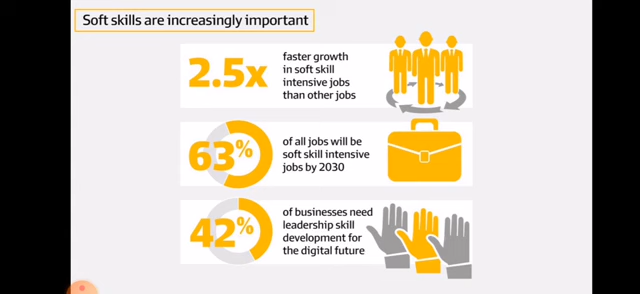 Soft skills are increasingly important
2.5x
faster growth
in soft skill
intensive jobs
than other jobs
63%
of all jobs will be
soft skill intensive
jobs by 2030
42%
of businesses need
leadership skill
development for
the digital future